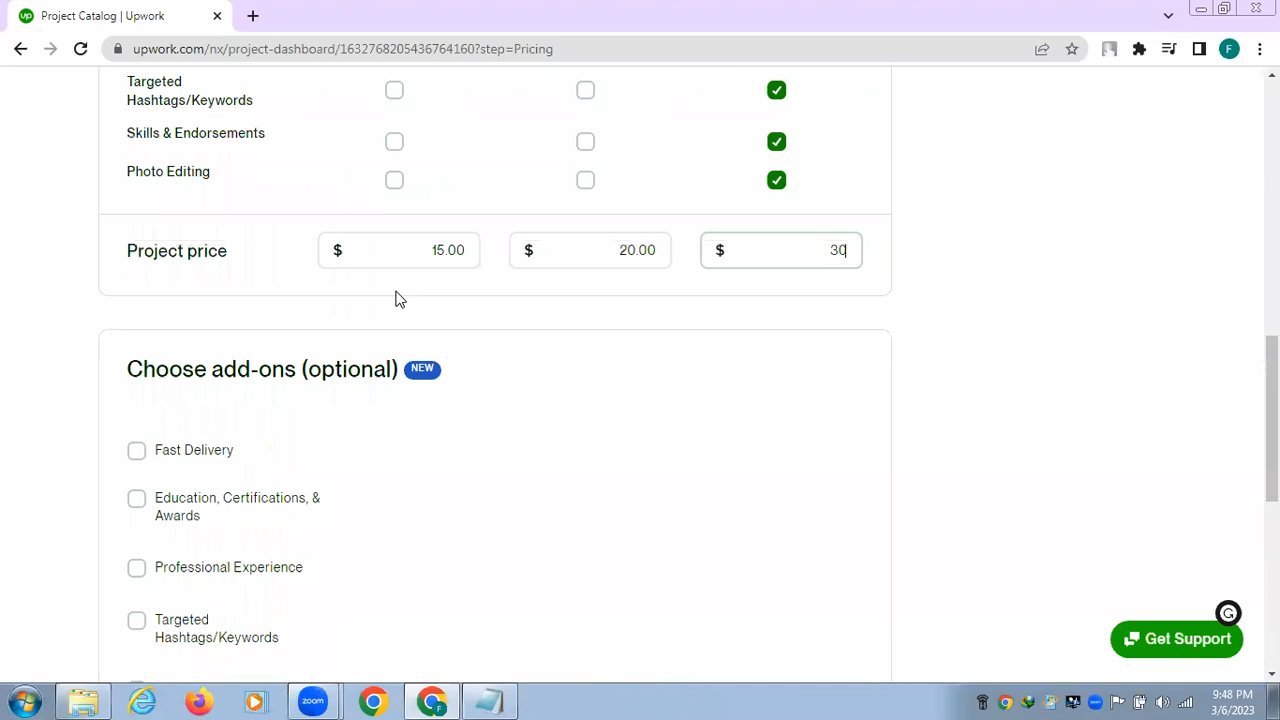 up Project Catalog | Upwork
upwork.com/nx/project-dashboard/1632768205436764160?step=Pricing
F
Targeted
Hashtags/Keywords
Skills & Endorsements
Photo Editing
Project price $ 15.00 $ 20.00 $ 30
Choose add-ons (optional) NEW
Fast Delivery
Education, Certifications, &
Awards
Professional Experience
Targeted
Hashtags/Keywords
G
Get Support
zoom
F
9:48 PM
3/6/2023